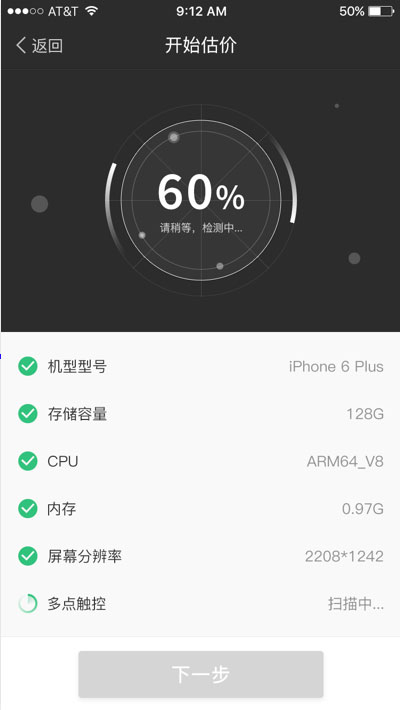 AT&T 9:12 AM 50%
返回 开始估价
60%
请稍等，检测中...
机型型号 iPhone 6 Plus
存储容量 128G
CPU ARM64_V8
内存 0.97G
屏幕分辨率 2208*1242
多点触控 扫描中...
下一步